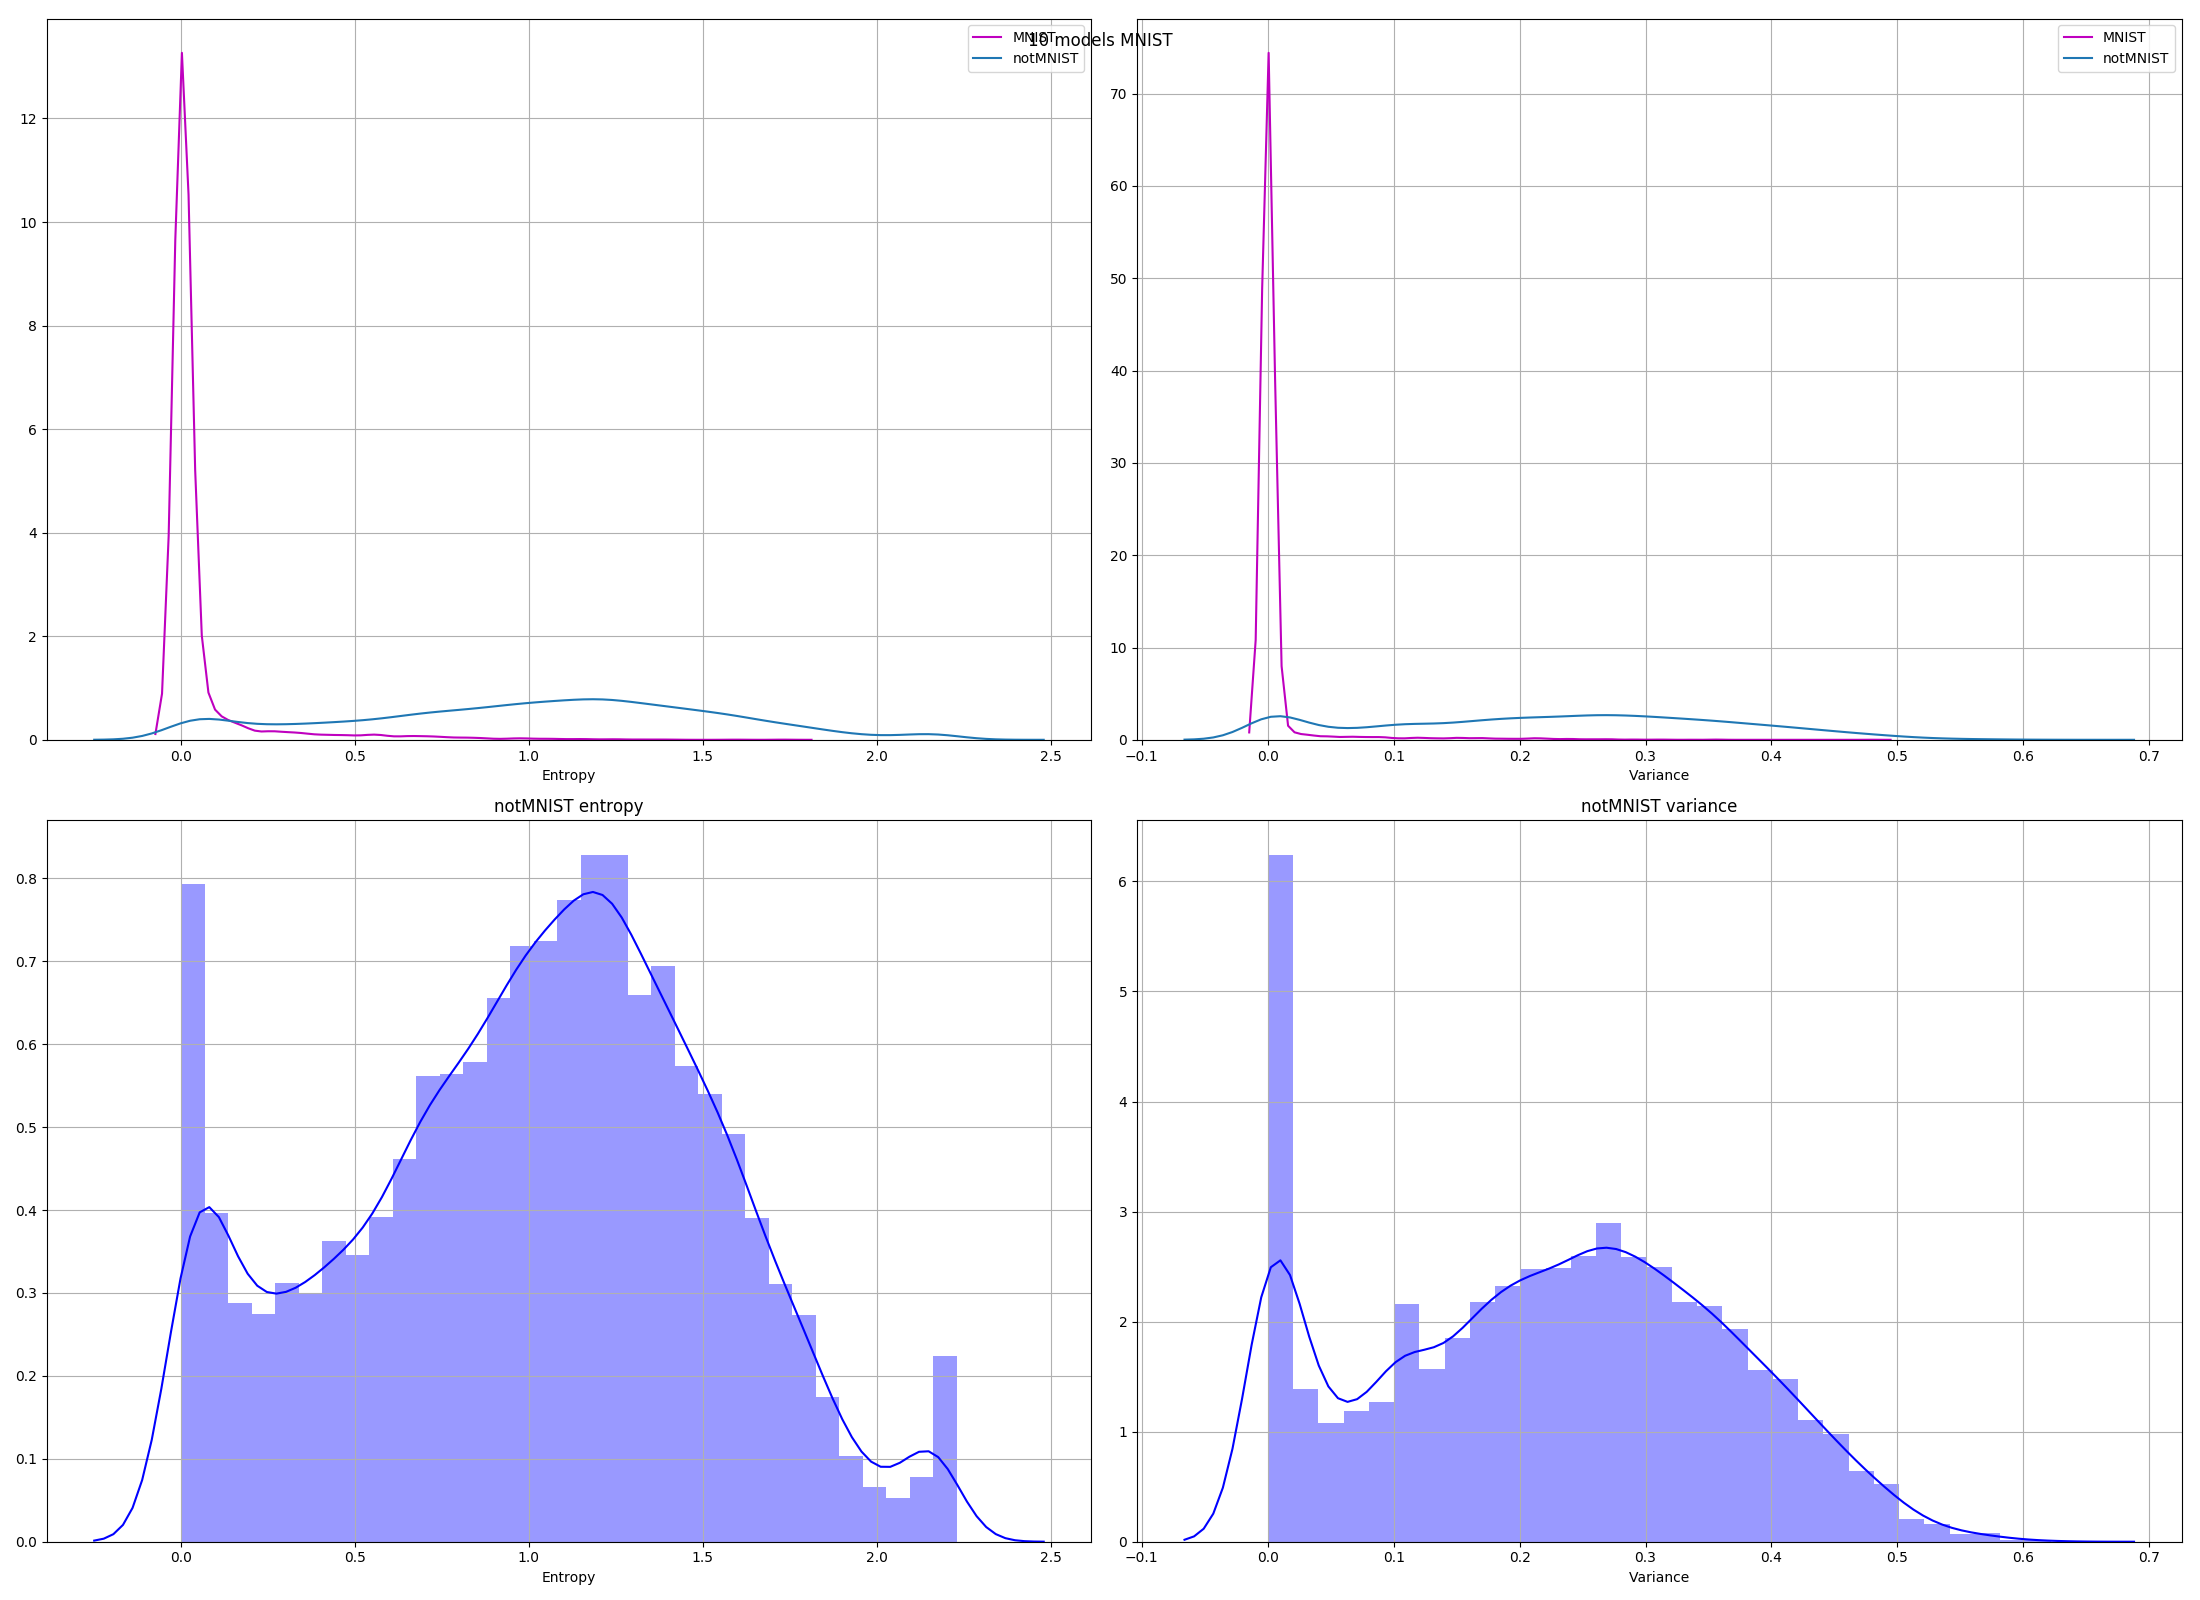 10 models MNIST
MNIST
notMNIST
12
10
8
6
4
2
0
0.0 0.5 1.0 1.5 2.0 2.5
Entropy
MNIST
notMNIST
70
60
50
40
30
20
10
0
−0.1 0.0 0.1 0.2 0.3 0.4 0.5 0.6 0.7
Variance
notMNIST entropy
0.8
0.7
0.6
0.5
0.4
0.3
0.2
0.1
0.0
0.0 0.5 1.0 1.5 2.0 2.5
Entropy
notMNIST variance
6
5
4
3
2
1
0
−0.1 0.0 0.1 0.2 0.3 0.4 0.5 0.6 0.7
Variance